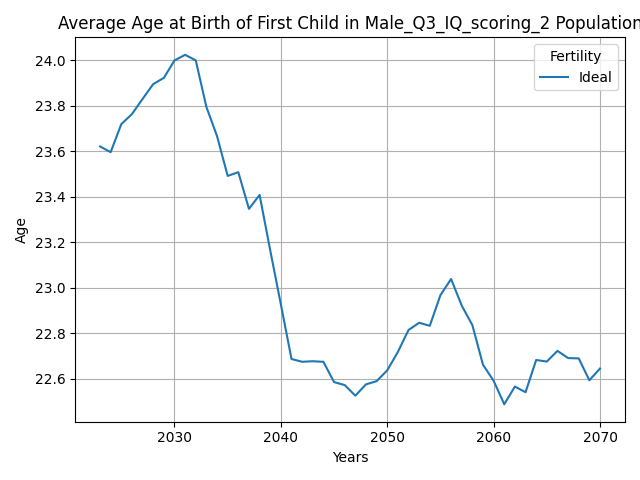 Average Age at Birth of First Child in Male_Q3_IQ_scoring_2 Population
Fertility
Ideal
24.0
23.8
23.6
23.4
23.2
23.0
22.8
22.6
Age
2030
2040
2050
2060
2070
Years